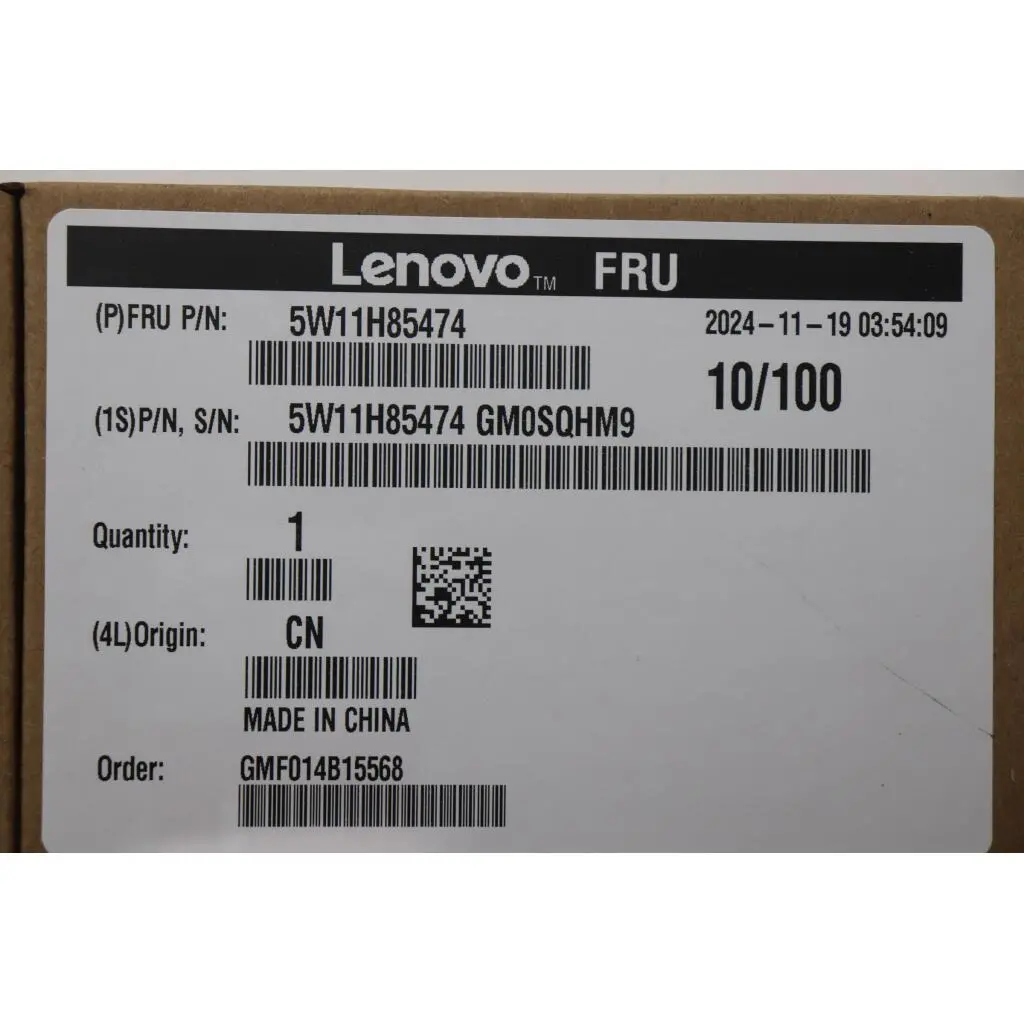 Lenovo™ FRU
(P)FRU P/N: 5W11H85474 2024-11-19 03:54:09
10/100
(1S)P/N, S/N: 5W11H85474 GM0SQHM9
Quantity: 1
(4L)Origin: CN
MADE IN CHINA
Order: GMF014B15568